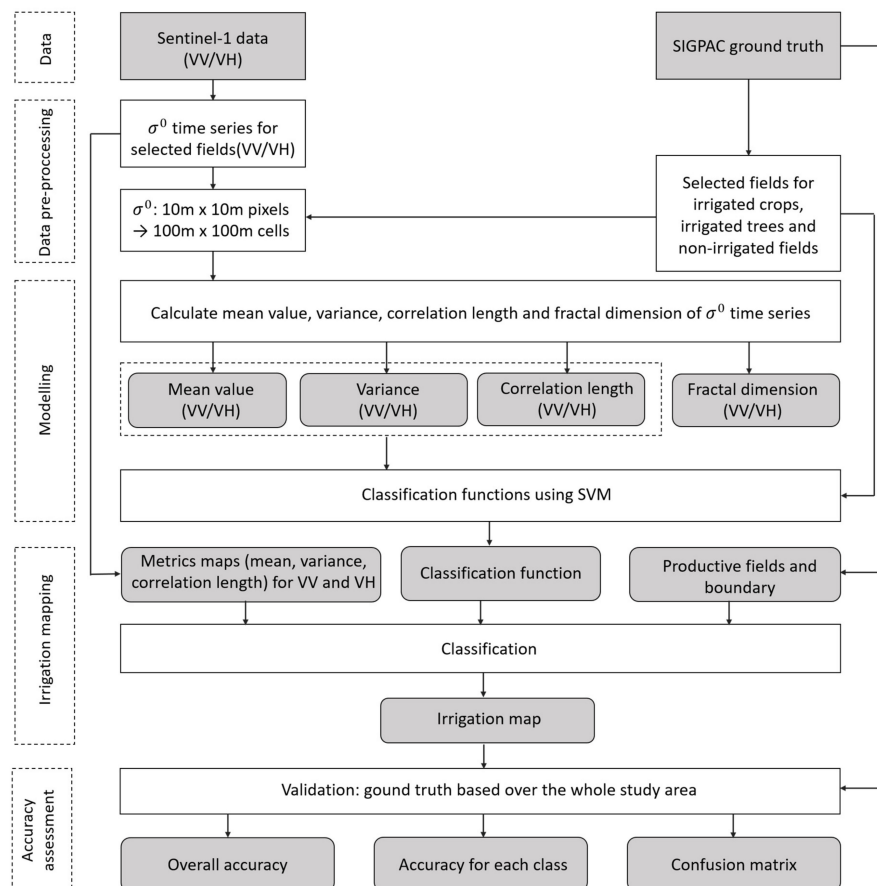 Data
Sentinel-1 data
(VV/VH)
SIGPAC ground truth
Data pre-proccessing
σ⁰ time series for
selected fields(VV/VH)
σ⁰: 10m x 10m pixels
→ 100m x 100m cells
Selected fields for
irrigated crops,
irrigated trees and
non-irrigated fields
Modelling
Calculate mean value, variance, correlation length and fractal dimension of σ⁰ time series
Mean value
(VV/VH)
Variance
(VV/VH)
Correlation length
(VV/VH)
Fractal dimension
(VV/VH)
Classification functions using SVM
Irrigation mapping
Metrics maps (mean, variance,
correlation length) for VV and VH
Classification function
Productive fields and
boundary
Classification
Irrigation map
Accuracy
assessment
Validation: gound truth based over the whole study area
Overall accuracy
Accuracy for each class
Confusion matrix